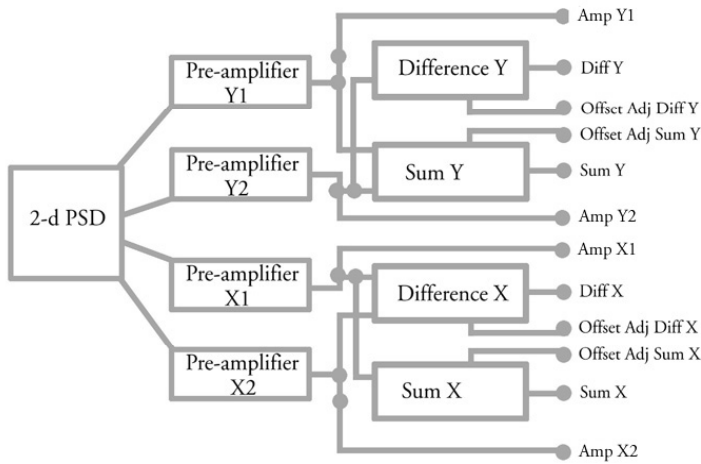 Amp Y1
Pre-amplifier
Y1
Difference Y
Diff Y
Offsct Adj Diff Y
Offset Adj Sum Y
Pre-amplifier
Y2
Sum Y
Sum Y
2-d PSD
Amp Y2
Amp X1
Pre-amplifier
X1
Difference X
Diff X
Offset Adj Diff X
Offset Adj Sum X
Pre-amplifier
X2
Sum X
Sum X
Amp X2